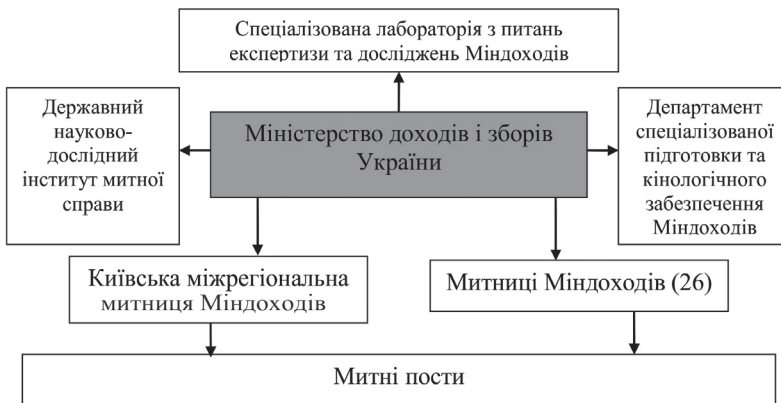 Спеціалізована лабораторія з питань
експертизи та досліджень Міндоходів
Державний
науково-
дослідний
інститут митної
справи
Міністерство доходів і зборів
України
Департамент
спеціалізованої
підготовки та
кінологічного
забезпечення
Міндоходів
Київська міжрегіональна
митниця Міндоходів
Митниці Міндоходів (26)
Митні пости